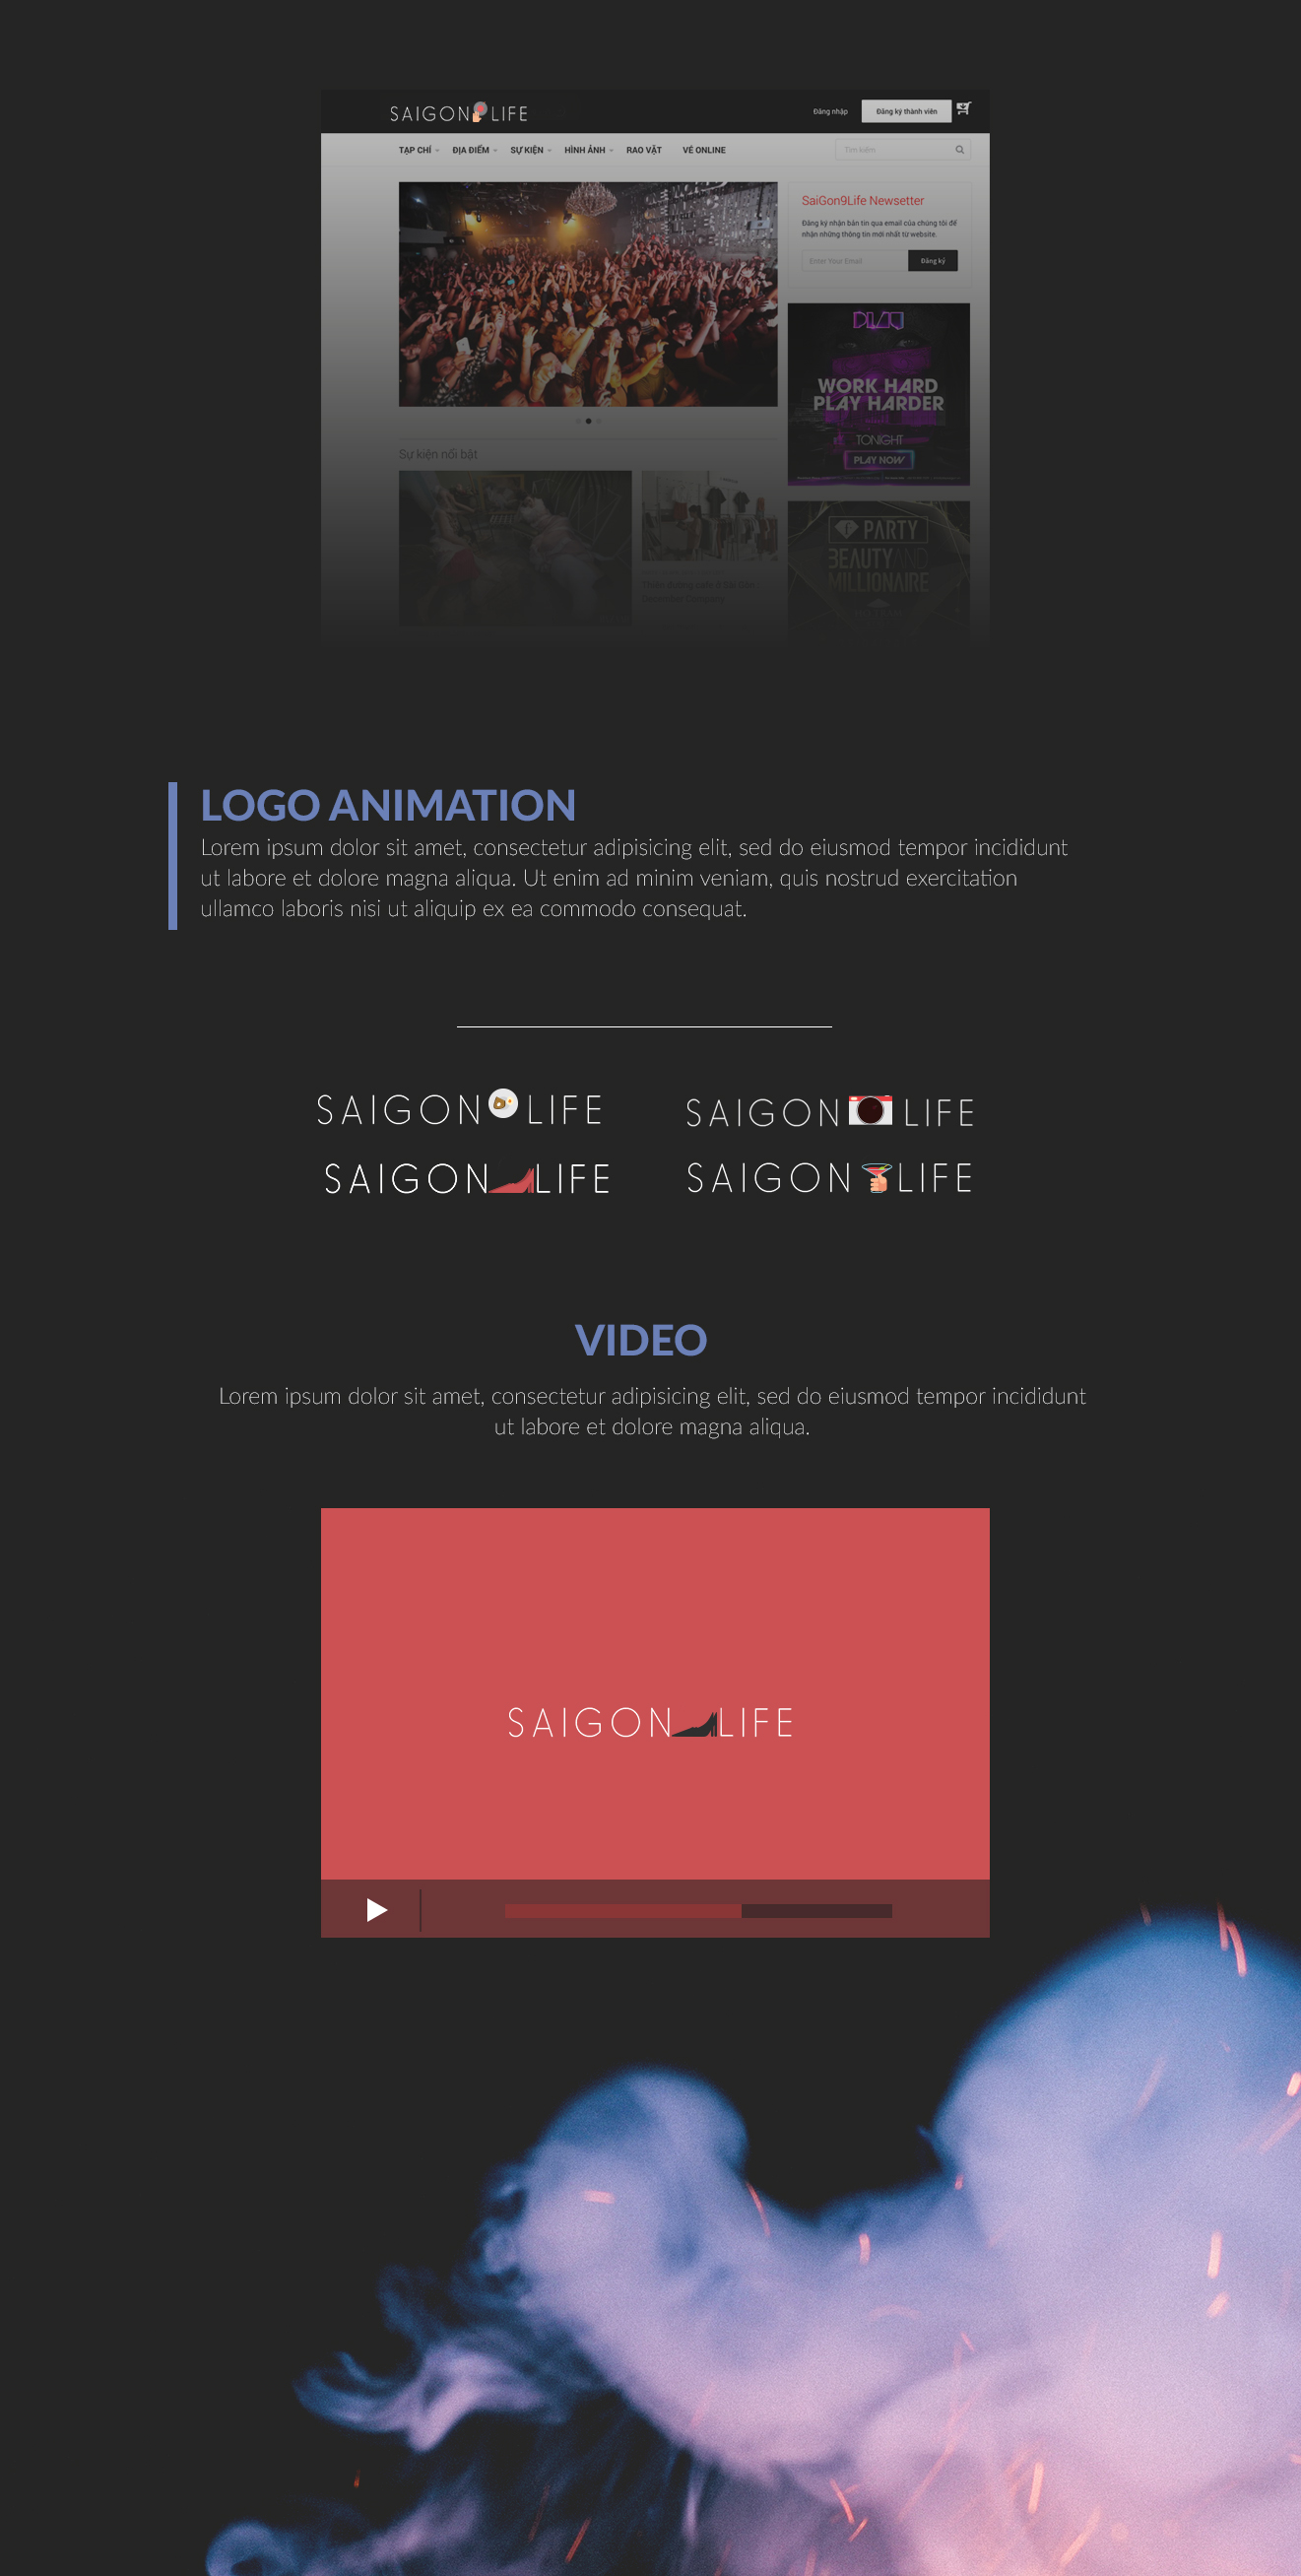 SAIGON LIFE
Đăng nhập
Đăng ký thành viên
TẠP CHÍ ĐỊA ĐIỂM SỰ KIỆN HÌNH ẢNH RAO VẶT VÉ ONLINE
Tìm kiếm
SaiGon9Life Newsetter
Đăng ký nhận bản tin qua email của chúng tôi để
nhận những thông tin mới nhất từ website.
Enter Your Email
Đăng ký
PLAY
WORK HARD
PLAY HARDER
TONIGHT
PLAY NOW
Sự kiện nổi bật
PARTY
BEAUTY AND
MILLIONAIRE
LOGO ANIMATION
Lorem ipsum dolor sit amet, consectetur adipisicing elit, sed do eiusmod tempor incididunt
ut labore et dolore magna aliqua. Ut enim ad minim veniam, quis nostrud exercitation
ullamco laboris nisi ut aliquip ex ea commodo consequat.
SAIGON LIFE
SAIGON LIFE
SAIGON LIFE
SAIGON LIFE
VIDEO
Lorem ipsum dolor sit amet, consectetur adipisicing elit, sed do eiusmod tempor incididunt
ut labore et dolore magna aliqua.
SAIGON LIFE